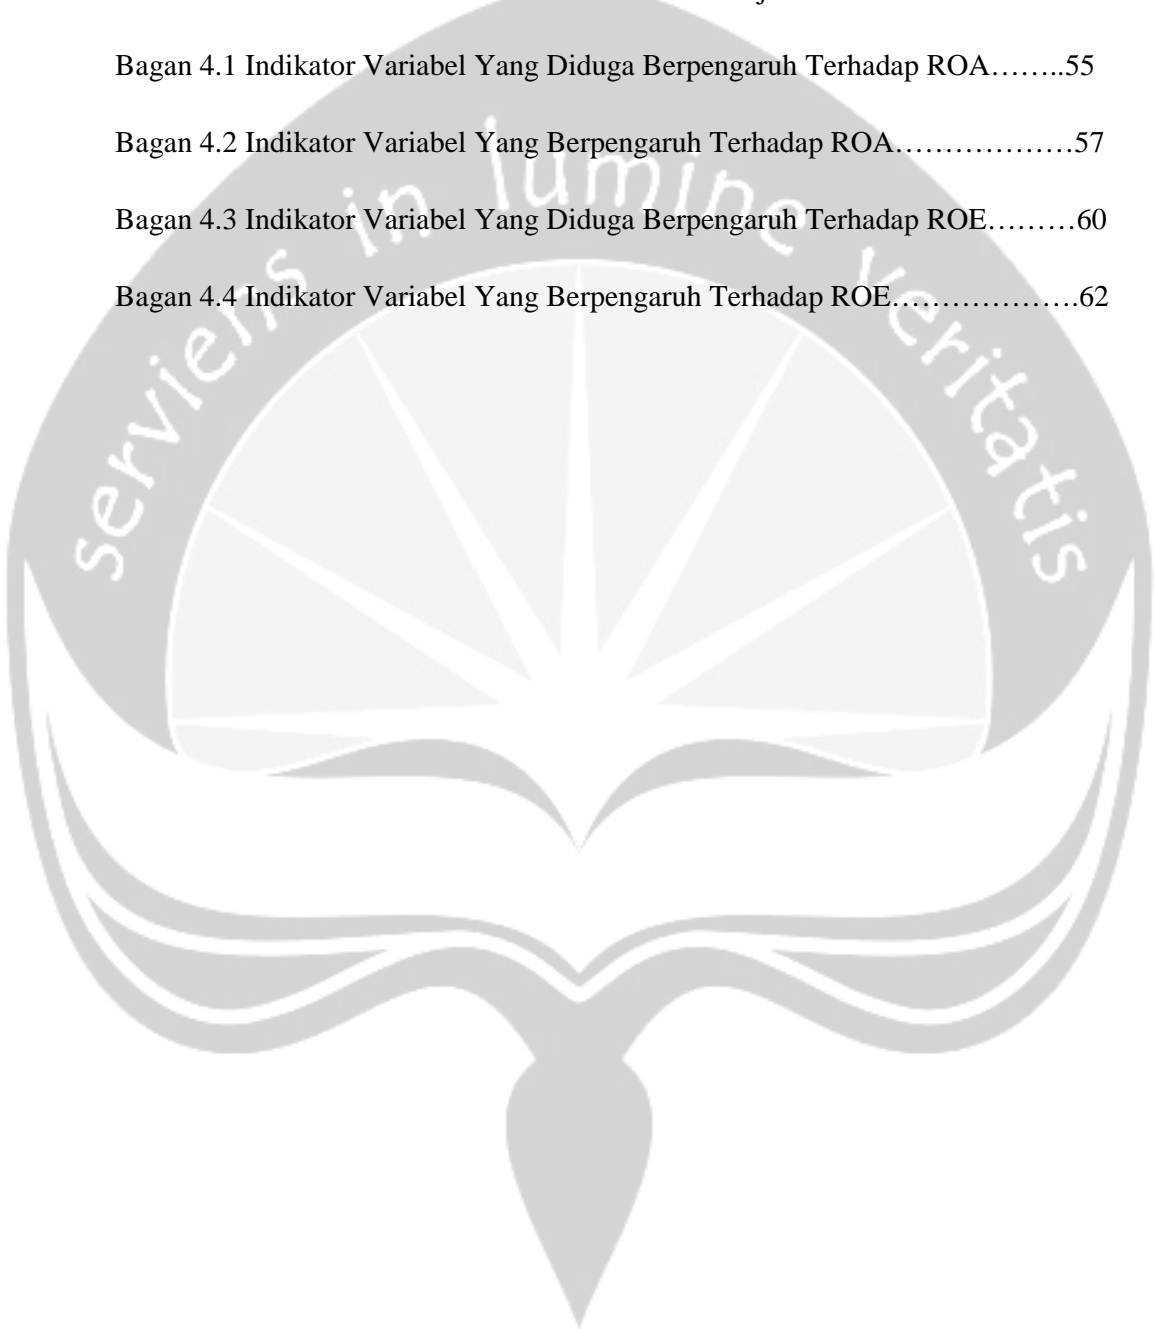 Bagan 4.1 Indikator Variabel Yang Diduga Berpengaruh Terhadap ROA……..55
Bagan 4.2 Indikator Variabel Yang Berpengaruh Terhadap ROA………………57
Bagan 4.3 Indikator Variabel Yang Diduga Berpengaruh Terhadap ROE………60
Bagan 4.4 Indikator Variabel Yang Berpengaruh Terhadap ROE……………….62
serviens in lumine veritatis